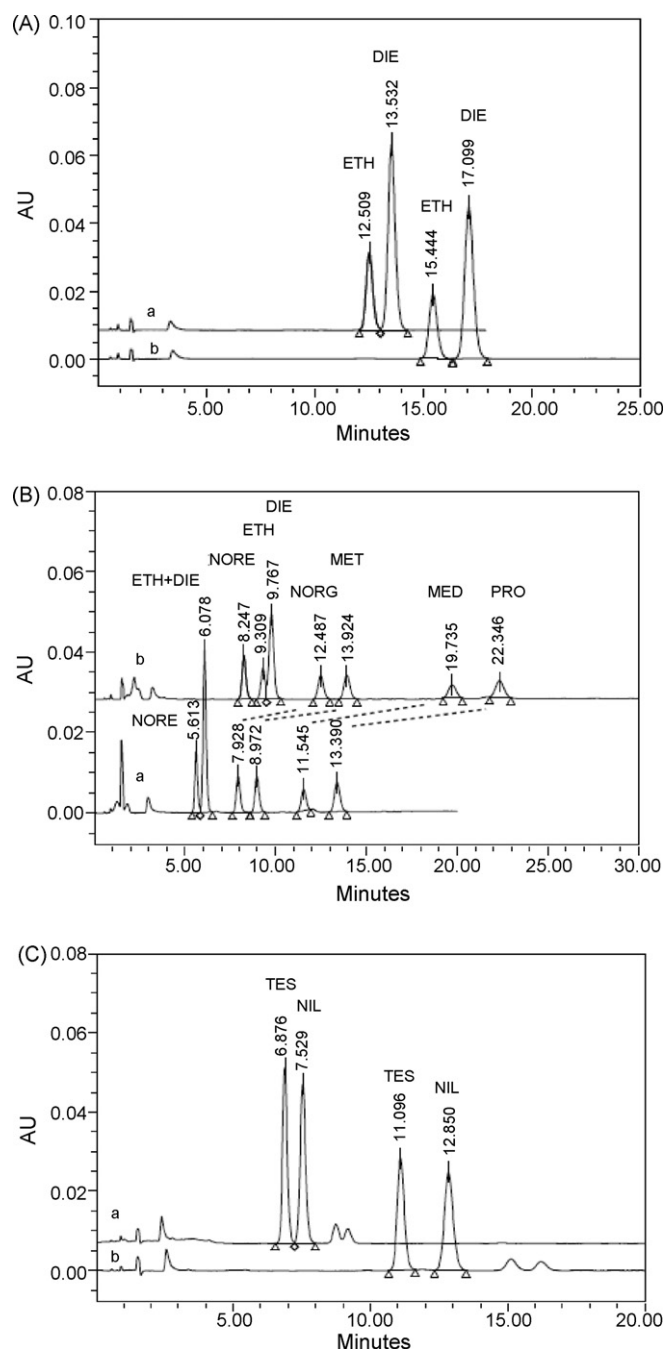 (A)
0.10
0.08
0.06
0.04
0.02
0.00
AU
DIE
13.532
ETH
12.509
DIE
17.099
ETH
15.444
a
b
5.00 10.00 15.00 20.00 25.00
Minutes
(B)
0.08
0.06
0.04
0.02
0.00
AU
DIE
ETH
NORE
MET
ETH+DIE
NORG
MED
PRO
6.078
8.247
9.309
9.767
12.487
13.924
19.735
22.346
b
NORE
5.613
7.928
8.972
11.545
13.390
a
5.00 10.00 15.00 20.00 25.00 30.00
Minutes
(C)
0.08
0.06
0.04
0.02
0.00
AU
TES
NIL
6.876
7.529
TES
NIL
11.096
12.850
a
b
5.00 10.00 15.00 20.00
Minutes